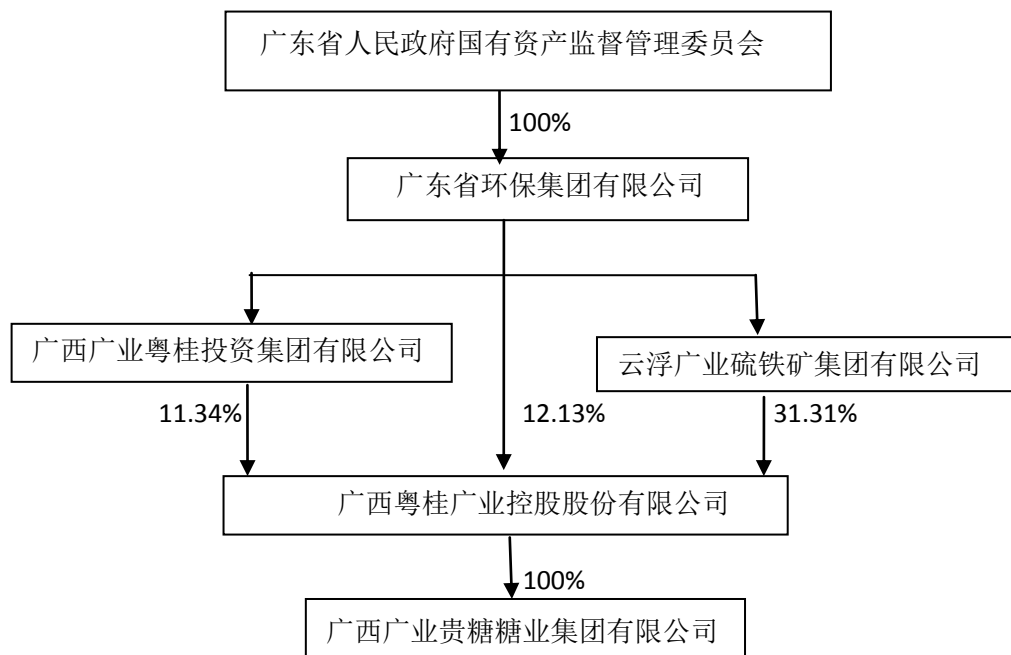 广东省人民政府国有资产监督管理委员会
100%
广东省环保集团有限公司
广西广业粤桂投资集团有限公司
云浮广业硫铁矿集团有限公司
11.34%
12.13%
31.31%
广西粤桂广业控股股份有限公司
100%
广西广业贵糖糖业集团有限公司